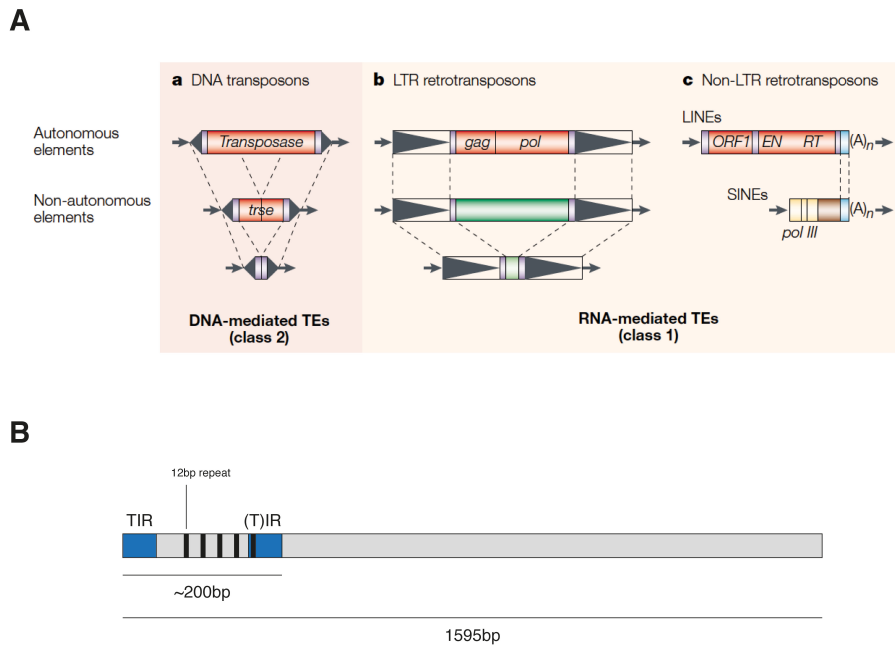 A
a DNA transposons
b LTR retrotransposons
c Non-LTR retrotransposons
LINEs
Autonomous
elements
Transposase
gag pol
ORF1 EN RT (A)n
Non-autonomous
elements
trse
SINEs
(A)n
pol III
DNA-mediated TEs
(class 2)
RNA-mediated TEs
(class 1)
B
12bp repeat
TIR (T)IR
~200bp
1595bp